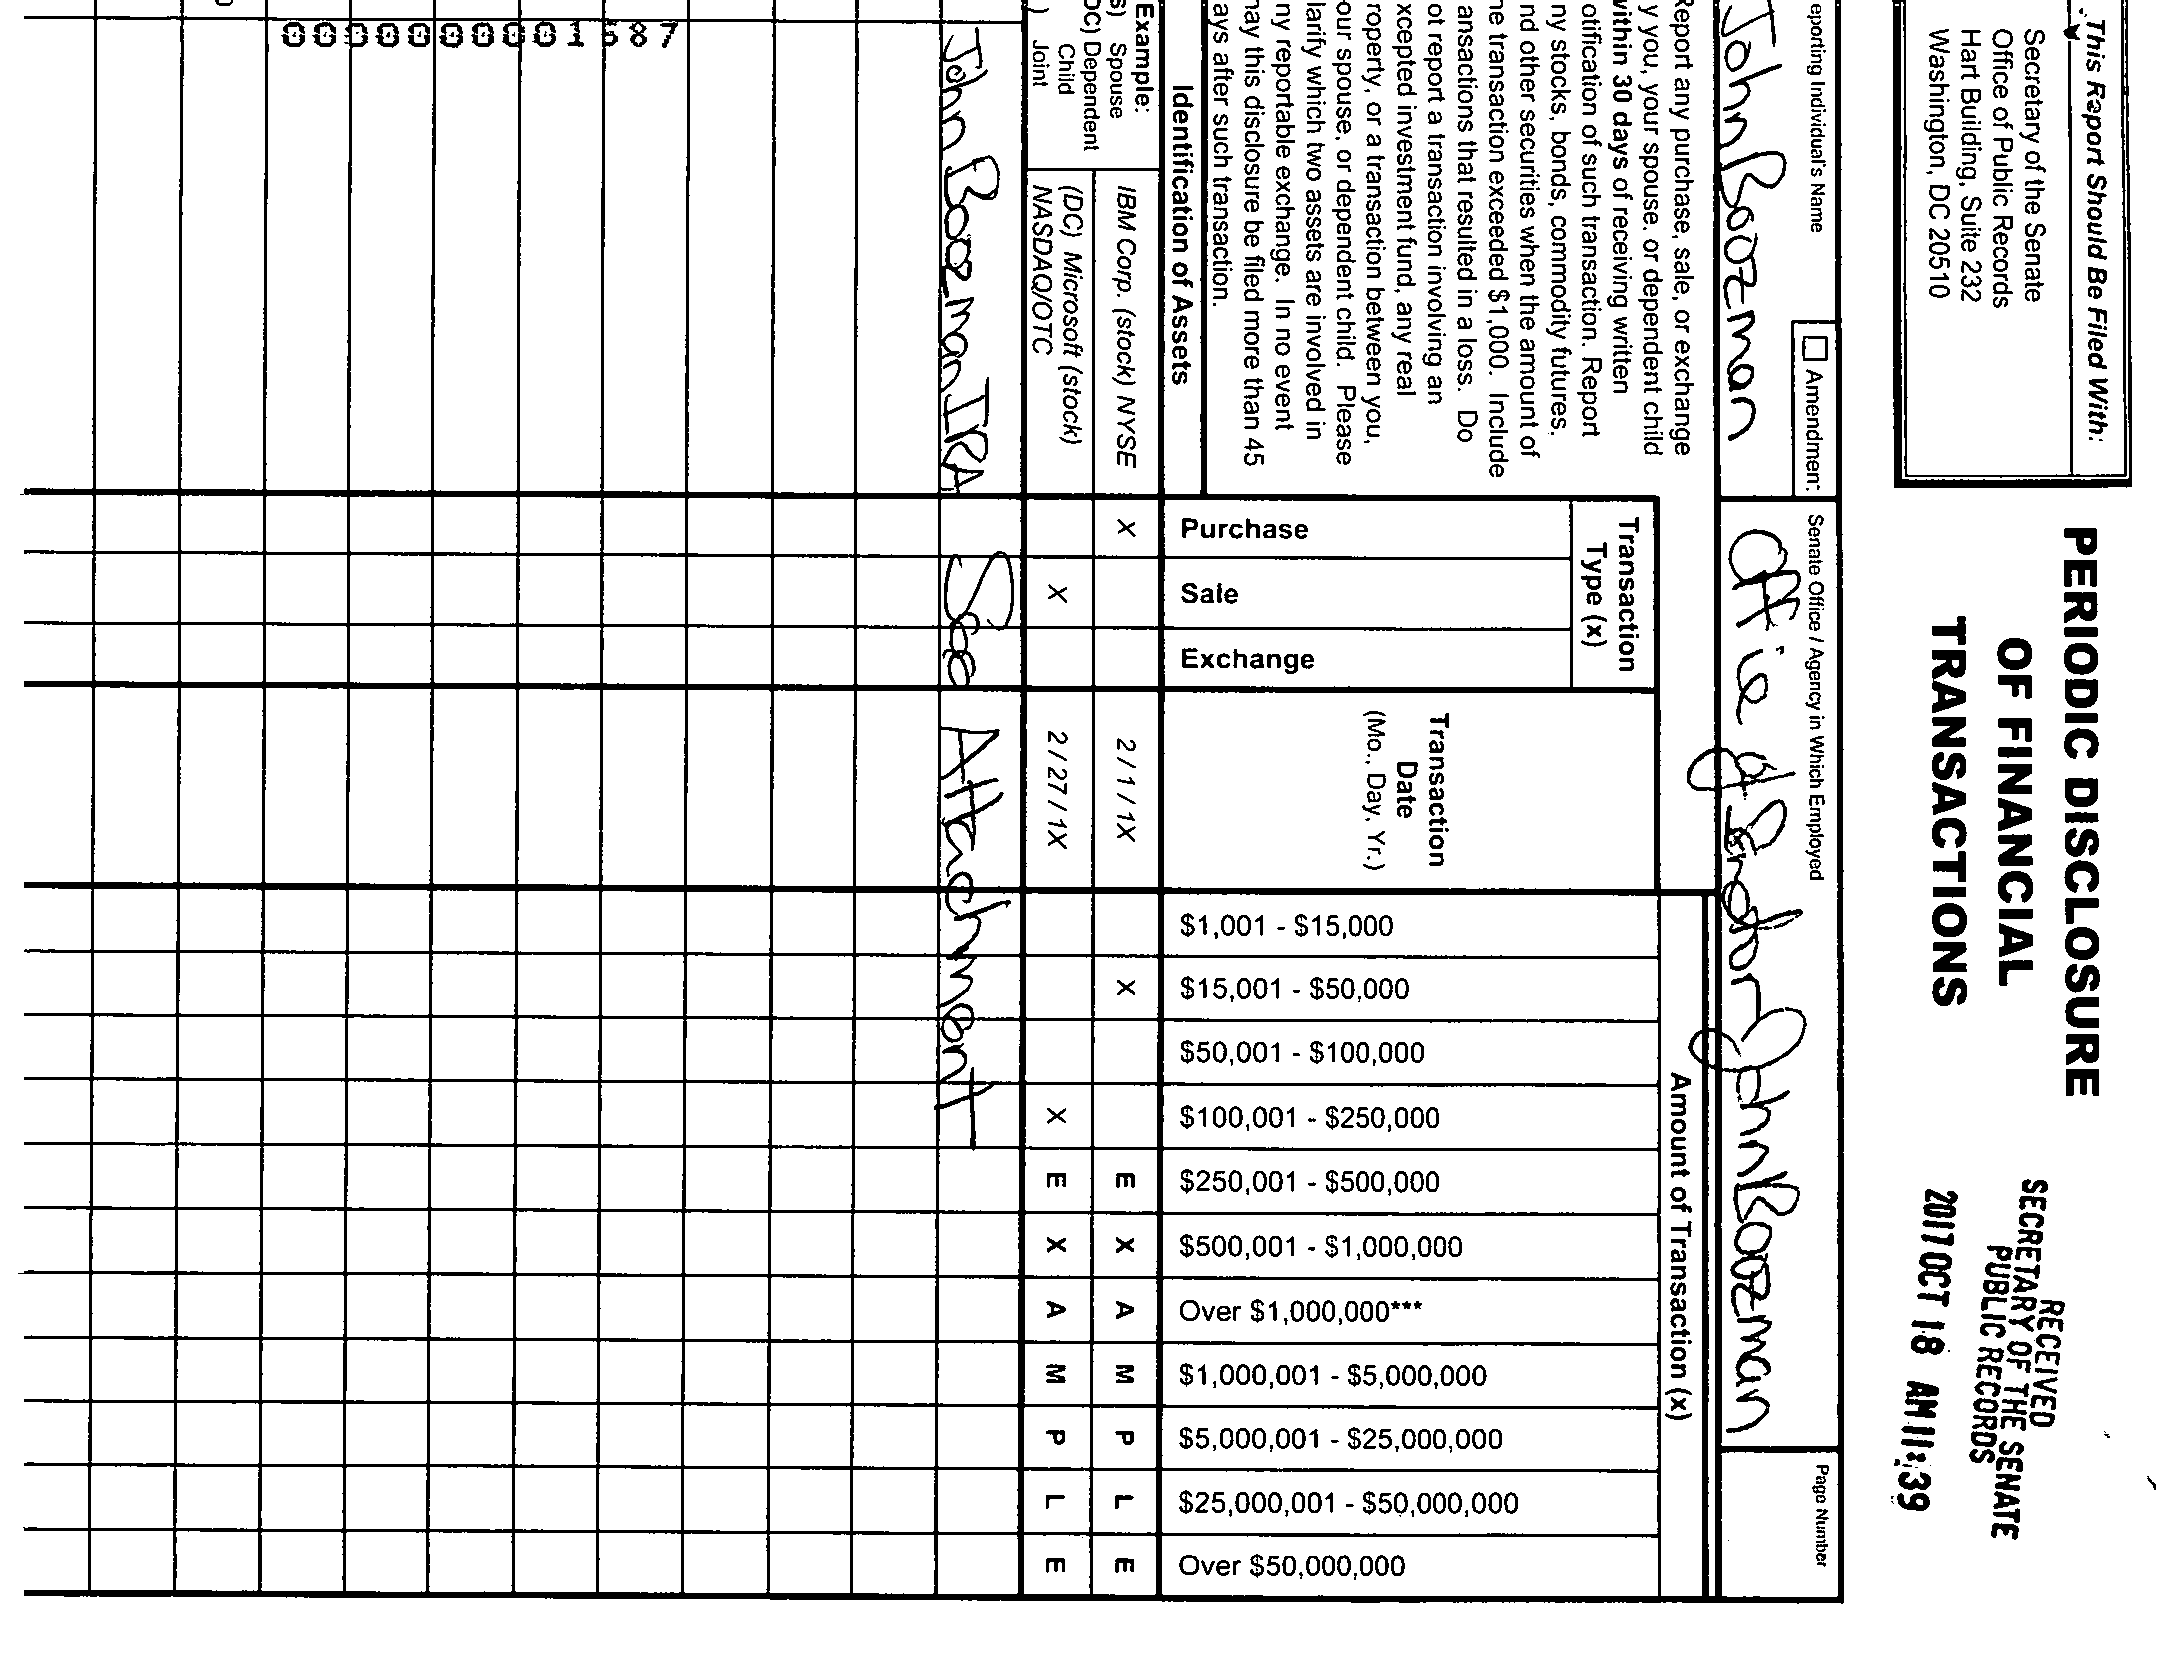 This Report Should Be Filed With:
Secretary of the Senate
Office of Public Records
Hart Building, Suite 232
Washington, DC 20510
PERIODIC DISCLOSURE
OF FINANCIAL
TRANSACTIONS
RECEIVED
SECRETARY OF THE SENATE
PUBLIC RECORDS
2017 OCT 18 AM 11:39
eporting Individual's Name
Amendment:
Senate Office / Agency in Which Employed
Page Number
John Boozman
Office of Senator John Boozman
Report any purchase, sale, or exchange
y you, your spouse, or dependent child
within 30 days of receiving written
otification of such transaction. Report
ny stocks, bonds, commodity futures,
nd other securities when the amount of
he transaction exceeded $1,000. Include
ansactions that resulted in a loss. Do
ot report a transaction involving an
xcepted investment fund, any real
roperty, or a transaction between you,
our spouse, or dependent child. Please
larify which two assets are involved in
ny reportable exchange. In no event
nay this disclosure be filed more than 45
ays after such transaction.
Transaction
Type (x)
Amount of Transaction (x)
Identification of Assets
Purchase
Sale
Exchange
Transaction
Date
(Mo., Day, Yr.)
$1,001 - $15,000
$15,001 - $50,000
$50,001 - $100,000
$100,001 - $250,000
$250,001 - $500,000
$500,001 - $1,000,000
Over $1,000,000***
$1,000,001 - $5,000,000
$5,000,001 - $25,000,000
$25,000,001 - $50,000,000
Over $50,000,000
Example:
S) Spouse
DC) Dependent
Child
) Joint
IBM Corp. (stock) NYSE X 2 / 1 / 1X X E X A M P L E
(DC) Microsoft (stock)
NASDAQ/OTC X 2 / 27 / 1X X E X A M P L E
John Boozman IRA See Attachment
000000001587